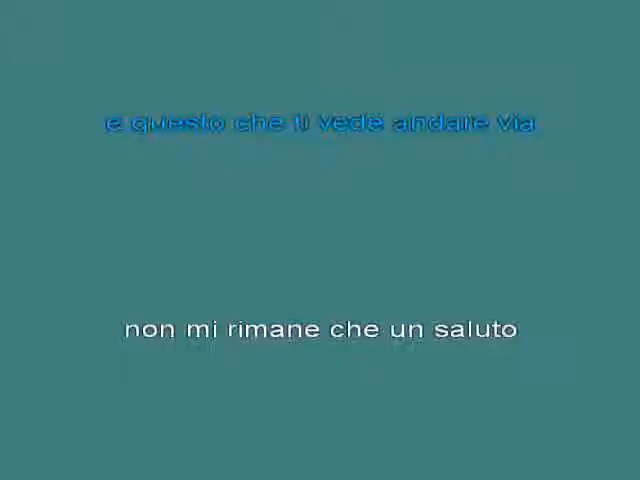 e questo che ti vede andare via
non mi rimane che un saluto